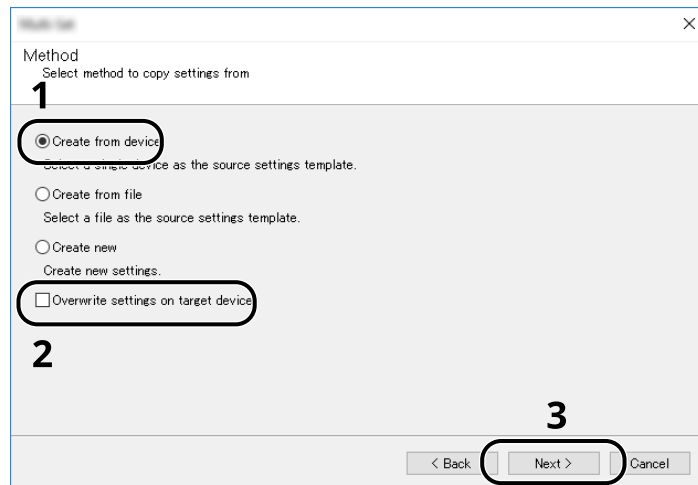 Method
Select method to copy settings from
1
Create from device
Select a single device as the source settings template.
Create from file
Select a file as the source settings template.
Create new
Create new settings.
Overwrite settings on target device
2
3
< Back
Next >
Cancel